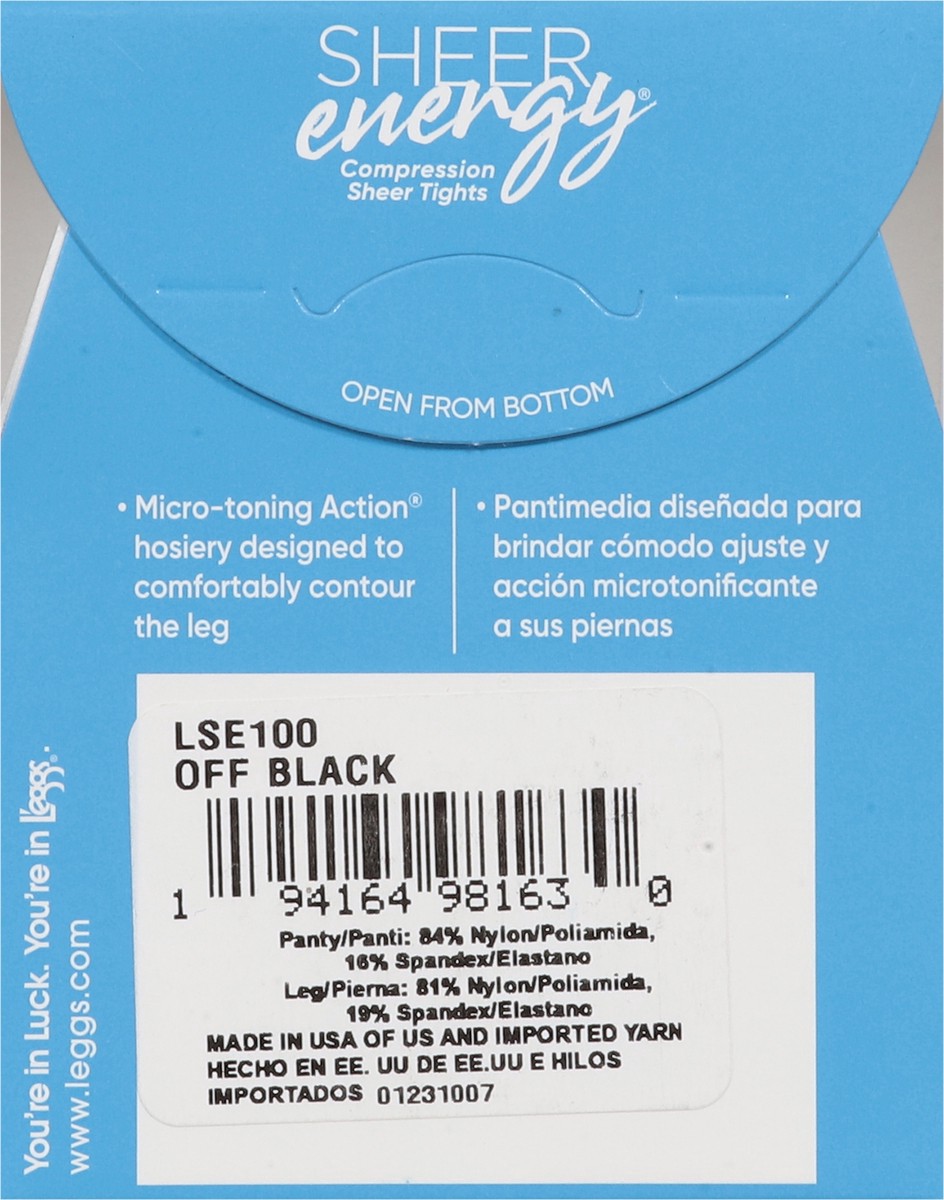 SHEER
energy®
Compression
Sheer Tights
OPEN FROM BOTTOM
• Micro-toning Action®
hosiery designed to
comfortably contour
the leg
• Pantimedia diseñada para
brindar cómodo ajuste y
acción microtonificante
a sus piernas
LSE100
OFF BLACK
1 94164 98163 0
Panty/Panti: 84% Nylon/Poliamida,
16% Spandex/Elastano
Leg/Pierna: 81% Nylon/Poliamida,
19% Spandex/Elastano
MADE IN USA OF US AND IMPORTED YARN
HECHO EN EE. UU DE EE.UU E HILOS
IMPORTADOS 01231007
You're in Luck. You're in L'eggs®.
www.leggs.com